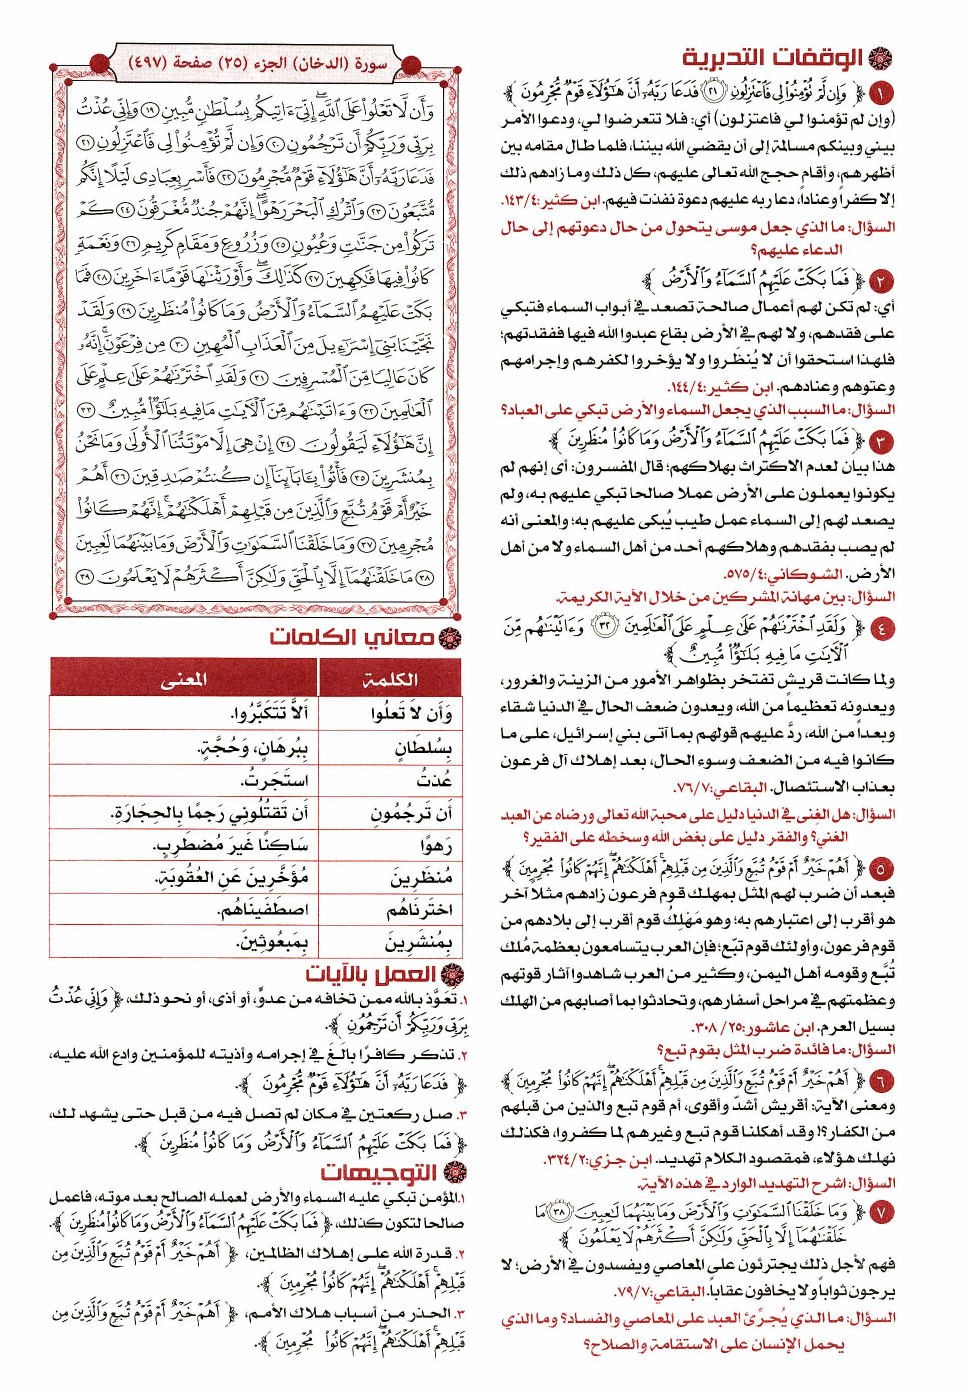 الوقفات التدبرية
١ ﴿ وَإِن لَّمْ تُؤْمِنُوا۟ لِى فَٱعْتَزِلُونِ ﴿٢١﴾ فَدَعَا رَبَّهُۥٓ أَنَّ هَٰٓؤُلَآءِ قَوْمٌ مُّجْرِمُونَ ﴾
(وإن لم تؤمنوا لي فاعتزلون) أي: فلا تتعرضوا لي، ودعوا الأمر
بيني وبينكم مسالمة إلى أن يقضي الله بيننا، فلما طال مقامه بين
أظهرهم، وأقام حجج الله تعالى عليهم، كل ذلك وما زادهم ذلك
إلا كفرا وعنادا، دعا ربه عليهم دعوة نفذت فيهم. ابن كثير:١٤٣/٤.
السؤال: ما الذي جعل موسى يتحول من حال دعوتهم إلى حال
الدعاء عليهم؟
٢ ﴿ فَمَا بَكَتْ عَلَيْهِمُ ٱلسَّمَآءُ وَٱلْأَرْضُ ﴾
أي: لم تكن لهم أعمال صالحة تصعد في أبواب السماء فتبكي
على فقدهم، ولا لهم في الأرض بقاع عبدوا الله فيها ففقدتهم؛
فلهذا استحقوا أن لا يُنظَروا ولا يؤخروا لكفرهم وإجرامهم
وعتوهم وعنادهم. ابن كثير:١٤٤/٤.
السؤال: ما السبب الذي يجعل السماء والأرض تبكي على العباد؟
٣ ﴿ فَمَا بَكَتْ عَلَيْهِمُ ٱلسَّمَآءُ وَٱلْأَرْضُ وَمَا كَانُوا۟ مُنظَرِينَ ﴾
هذا بيان لعدم الاكتراث بهلاكهم؛ قال المفسرون: أى إنهم لم
يكونوا يعملون على الأرض عملا صالحا تبكي عليهم به، ولم
يصعد لهم إلى السماء عمل طيب يُبكى عليهم به؛ والمعنى أنه
لم يصب بفقدهم وهلاكهم أحد من أهل السماء ولا من أهل
الأرض. الشوكاني:٥٧٥/٤.
السؤال: بين مهانة المشركين من خلال الآية الكريمة.
٤ ﴿ وَلَقَدِ ٱخْتَرْنَٰهُمْ عَلَىٰ عِلْمٍ عَلَى ٱلْعَٰلَمِينَ ﴿٣٢﴾ وَءَاتَيْنَٰهُم مِّنَ
ٱلْءَايَٰتِ مَا فِيهِ بَلَٰٓؤٌا۟ مُّبِينٌ ﴾
ولما كانت قريش تفتخر بظواهر الأمور من الزينة والغرور،
ويعدونه تعظيماً من الله، ويعدون ضعف الحال في الدنيا شقاء
وبعداً من الله، ردَّ عليهم قولهم بما آتى بني إسرائيل، على ما
كانوا فيه من الضعف وسوء الحال، بعد إهلاك آل فرعون
بعذاب الاستئصال. البقاعي:٧٦/٧.
السؤال: هل الغنى في الدنيا دليل على محبة الله تعالى ورضاه عن العبد
الغني؟ والفقر دليل على بغض الله وسخطه على الفقير؟
٥ ﴿ أَهُمْ خَيْرٌ أَمْ قَوْمُ تُبَّعٍ وَٱلَّذِينَ مِن قَبْلِهِمْ ۚ أَهْلَكْنَٰهُمْ ۖ إِنَّهُمْ كَانُوا۟ مُجْرِمِينَ ﴾
فبعد أن ضرب لهم المثل بمهلك قوم فرعون زادهم مثلا آخر
هو أقرب إلى اعتبارهم به؛ وهو مَهْلِكُ قوم أقرب إلى بلادهم من
قوم فرعون، وأولئك قوم تبّع؛ فإن العرب يتسامعون بعظمة مُلك
تُبَّع وقومه أهل اليمن، وكثير من العرب شاهدوا آثار قوتهم
وعظمتهم في مراحل أسفارهم، وتحادثوا بما أصابهم من الهلك
بسيل العرم. ابن عاشور:٣٠٨/٢٥.
السؤال: ما فائدة ضرب المثل بقوم تبع؟
٦ ﴿ أَهُمْ خَيْرٌ أَمْ قَوْمُ تُبَّعٍ وَٱلَّذِينَ مِن قَبْلِهِمْ ۚ أَهْلَكْنَٰهُمْ ۖ إِنَّهُمْ كَانُوا۟ مُجْرِمِينَ ﴾
ومعنى الآية: أقريش أشدّ وأقوى، أم قوم تبع والذين من قبلهم
من الكفار؟! وقد أهلكنا قوم تبع وغيرهم لما كفروا، فكذلك
نهلك هؤلاء، فمقصود الكلام تهديد. ابن جزي:٣٢٤/٢.
السؤال: اشرح التهديد الوارد في هذه الآية.
٧ ﴿ وَمَا خَلَقْنَا ٱلسَّمَٰوَٰتِ وَٱلْأَرْضَ وَمَا بَيْنَهُمَا لَٰعِبِينَ ﴿٣٨﴾ مَا
خَلَقْنَٰهُمَآ إِلَّا بِٱلْحَقِّ وَلَٰكِنَّ أَكْثَرَهُمْ لَا يَعْلَمُونَ ﴾
فهم لأجل ذلك يجترئون على المعاصي ويفسدون في الأرض؛ لا
يرجون ثواباً ولا يخافون عقاباً. البقاعي:٧٩/٧.
السؤال: ما الذي يُجرِّئ العبد على المعاصي والفساد؟ وما الذي
يحمل الإنسان على الاستقامة والصلاح؟
سورة (الدخان) الجزء (٢٥) صفحة (٤٩٧)
وَأَن لَّا تَعْلُوا۟ عَلَى ٱللَّهِ ۖ إِنِّىٓ ءَاتِيكُم بِسُلْطَٰنٍ مُّبِينٍ ١٩ وَإِنِّى عُذْتُ
بِرَبِّى وَرَبِّكُمْ أَن تَرْجُمُونِ ٢٠ وَإِن لَّمْ تُؤْمِنُوا۟ لِى فَٱعْتَزِلُونِ ٢١
فَدَعَا رَبَّهُۥٓ أَنَّ هَٰٓؤُلَآءِ قَوْمٌ مُّجْرِمُونَ ٢٢ فَأَسْرِ بِعِبَادِى لَيْلًا إِنَّكُم
مُّتَّبَعُونَ ٢٣ وَٱتْرُكِ ٱلْبَحْرَ رَهْوًا ۖ إِنَّهُمْ جُندٌ مُّغْرَقُونَ ٢٤ كَمْ
تَرَكُوا۟ مِن جَنَّٰتٍ وَعُيُونٍ ٢٥ وَزُرُوعٍ وَمَقَامٍ كَرِيمٍ ٢٦ وَنَعْمَةٍ
كَانُوا۟ فِيهَا فَٰكِهِينَ ٢٧ كَذَٰلِكَ ۖ وَأَوْرَثْنَٰهَا قَوْمًا ءَاخَرِينَ ٢٨ فَمَا
بَكَتْ عَلَيْهِمُ ٱلسَّمَآءُ وَٱلْأَرْضُ وَمَا كَانُوا۟ مُنظَرِينَ ٢٩ وَلَقَدْ
نَجَّيْنَا بَنِىٓ إِسْرَٰٓءِيلَ مِنَ ٱلْعَذَابِ ٱلْمُهِينِ ٣٠ مِن فِرْعَوْنَ ۚ إِنَّهُۥ
كَانَ عَالِيًا مِّنَ ٱلْمُسْرِفِينَ ٣١ وَلَقَدِ ٱخْتَرْنَٰهُمْ عَلَىٰ عِلْمٍ عَلَى
ٱلْعَٰلَمِينَ ٣٢ وَءَاتَيْنَٰهُم مِّنَ ٱلْءَايَٰتِ مَا فِيهِ بَلَٰٓؤٌا۟ مُّبِينٌ ٣٣
إِنَّ هَٰٓؤُلَآءِ لَيَقُولُونَ ٣٤ إِنْ هِىَ إِلَّا مَوْتَتُنَا ٱلْأُولَىٰ وَمَا نَحْنُ
بِمُنشَرِينَ ٣٥ فَأْتُوا۟ بِـَٔابَآئِنَآ إِن كُنتُمْ صَٰدِقِينَ ٣٦ أَهُمْ
خَيْرٌ أَمْ قَوْمُ تُبَّعٍ وَٱلَّذِينَ مِن قَبْلِهِمْ ۚ أَهْلَكْنَٰهُمْ ۖ إِنَّهُمْ كَانُوا۟
مُجْرِمِينَ ٣٧ وَمَا خَلَقْنَا ٱلسَّمَٰوَٰتِ وَٱلْأَرْضَ وَمَا بَيْنَهُمَا لَٰعِبِينَ
٣٨ مَا خَلَقْنَٰهُمَآ إِلَّا بِٱلْحَقِّ وَلَٰكِنَّ أَكْثَرَهُمْ لَا يَعْلَمُونَ ٣٩
معاني الكلمات
الكلمة المعنى
وَأَن لاَ تَعلُوا أَلاَّ تَتَكَبَّرُوا.
بِسُلطَانٍ بِبُرهَانٍ، وَحُجَّةٍ.
عُذتُ استَجَرتُ.
أَن تَرجُمُونِ أَن تَقتُلُونِي رَجمًا بِالحِجَارَةِ.
رَهوًا سَاكِنًا غَيرَ مُضطَرِبٍ.
مُنظَرِينَ مُؤَخَّرِينَ عَنِ العُقُوبَةِ.
اختَرنَاهُم اصطَفَينَاهُم.
بِمُنشَرِينَ بِمَبعُوثِينَ.
العمل بالآيات
١. تعوَّذ بالله ممن تخافه من عدوٍّ، أو أذى، أو نحو ذلك، ﴿ وَإِنِّى عُذْتُ
بِرَبِّى وَرَبِّكُمْ أَن تَرْجُمُونِ ﴾.
٢. تذكر كافرًا بالَغَ في إجرامه وأذيته للمؤمنين وادع الله عليه،
﴿ فَدَعَا رَبَّهُۥٓ أَنَّ هَٰٓؤُلَآءِ قَوْمٌ مُّجْرِمُونَ ﴾.
٣. صل ركعتين في مكان لم تصل فيه من قبل حتى يشهد لك،
﴿ فَمَا بَكَتْ عَلَيْهِمُ ٱلسَّمَآءُ وَٱلْأَرْضُ وَمَا كَانُوا۟ مُنظَرِينَ ﴾.
التوجيهات
١. المؤمن تبكي عليه السماء والأرض لعمله الصالح بعد موته، فاعمل
صالحا لتكون كذلك، ﴿ فَمَا بَكَتْ عَلَيْهِمُ ٱلسَّمَآءُ وَٱلْأَرْضُ وَمَا كَانُوا۟ مُنظَرِينَ ﴾.
٢. قدرة الله على إهلاك الظالمين، ﴿ أَهُمْ خَيْرٌ أَمْ قَوْمُ تُبَّعٍ وَٱلَّذِينَ مِن
قَبْلِهِمْ ۚ أَهْلَكْنَٰهُمْ ۖ إِنَّهُمْ كَانُوا۟ مُجْرِمِينَ ﴾.
٣. الحذر من أسباب هلاك الأمم، ﴿ أَهُمْ خَيْرٌ أَمْ قَوْمُ تُبَّعٍ وَٱلَّذِينَ مِن
قَبْلِهِمْ ۚ أَهْلَكْنَٰهُمْ ۖ إِنَّهُمْ كَانُوا۟ مُجْرِمِينَ ﴾.